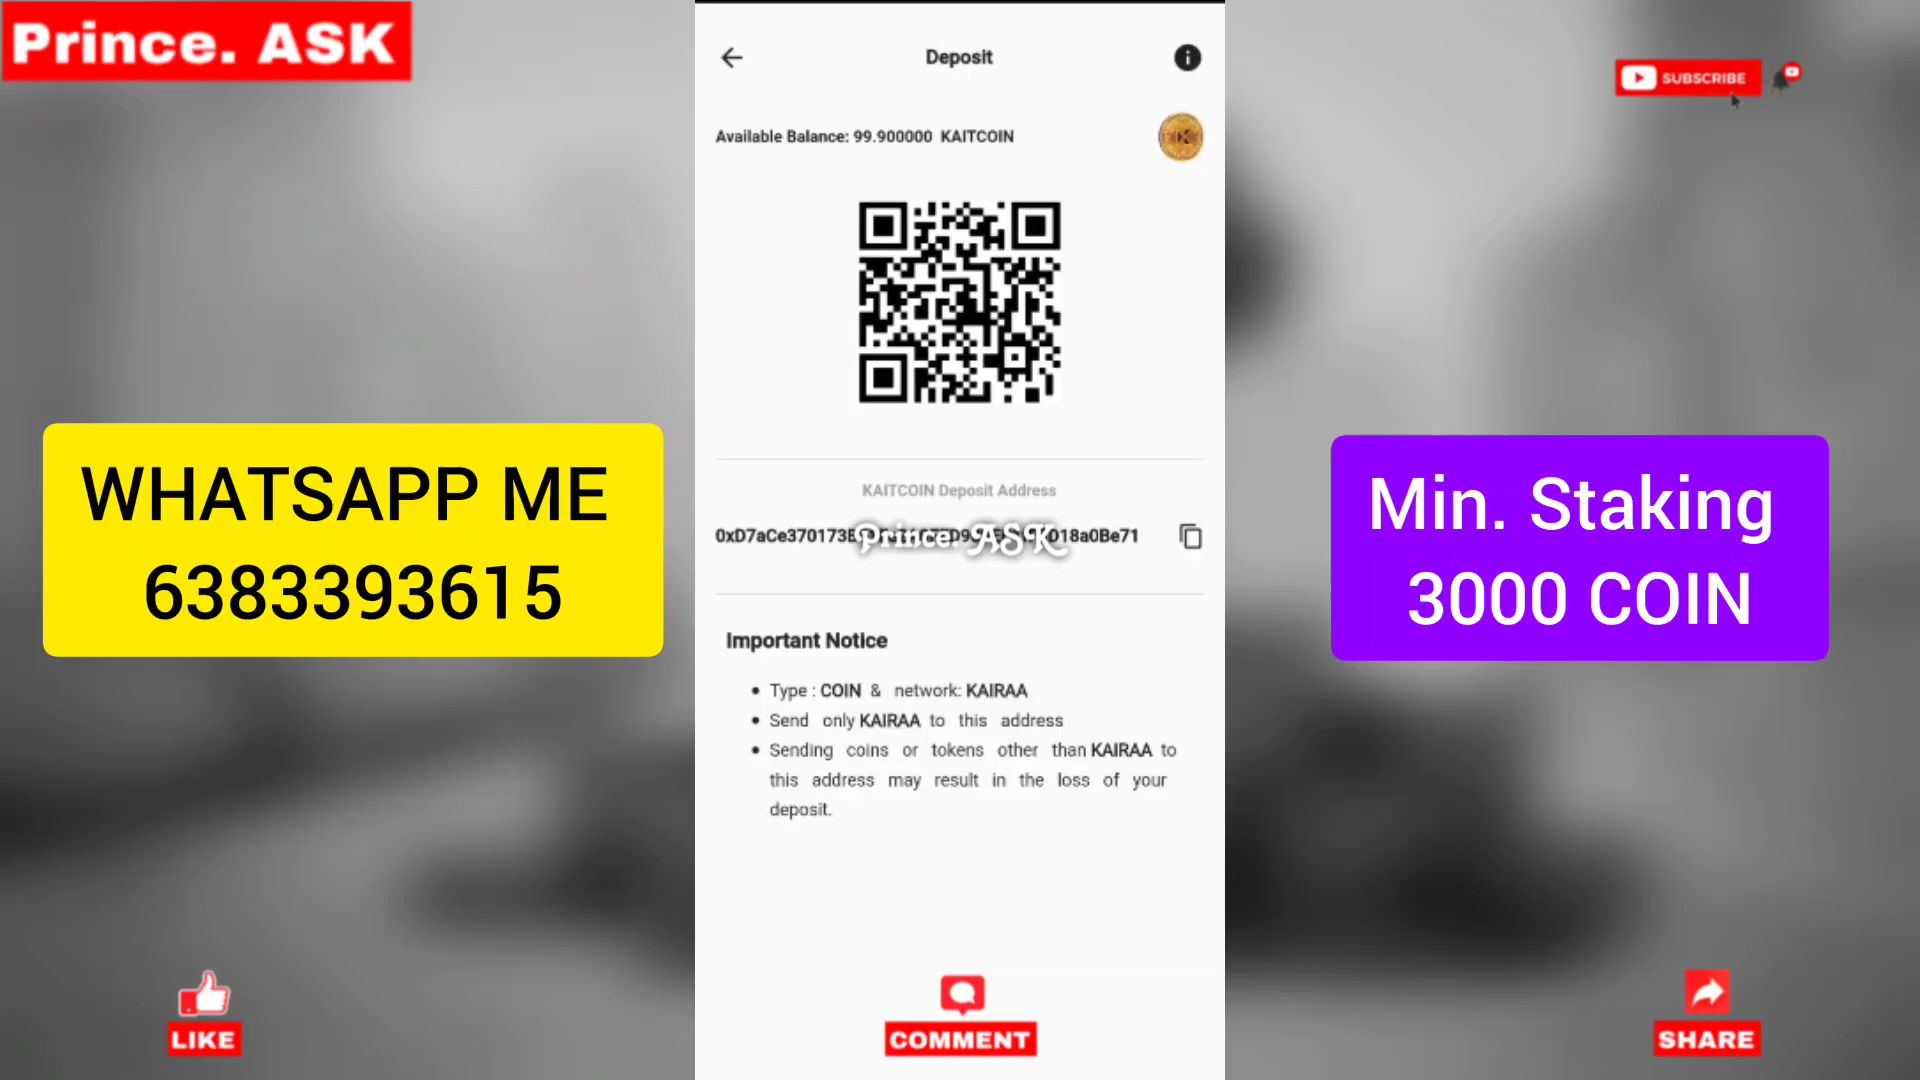 Prince. ASK
Deposit
SUBSCRIBE
Available Balance: 99.900000 KAITCOIN
WHATSAPP ME
6383393615
Min. Staking
3000 COIN
KAITCOIN Deposit Address
0xD7aCe370173
D18a0Be71
Prince. ASK
Important Notice
Type : COIN & network: KAIRAA
Send only KAIRAA to this address
Sending coins or tokens other than KAIRAA to
this address may result in the loss of your
deposit.
LIKE
COMMENT
SHARE